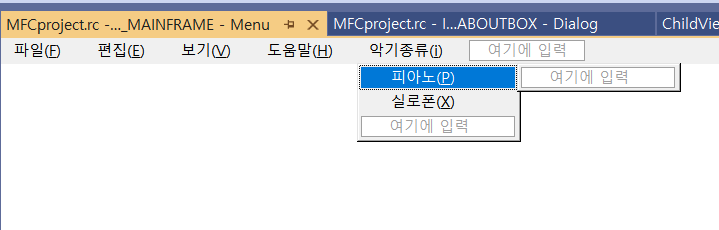 MFCproject.rc -..._MAINFRAME - Menu MFCproject.rc - I...ABOUTBOX - Dialog ChildView
파일(F) 편집(E) 보기(V) 도움말(H) 악기종류(i) 여기에 입력
피아노(P) 여기에 입력
실로폰(X)
여기에 입력